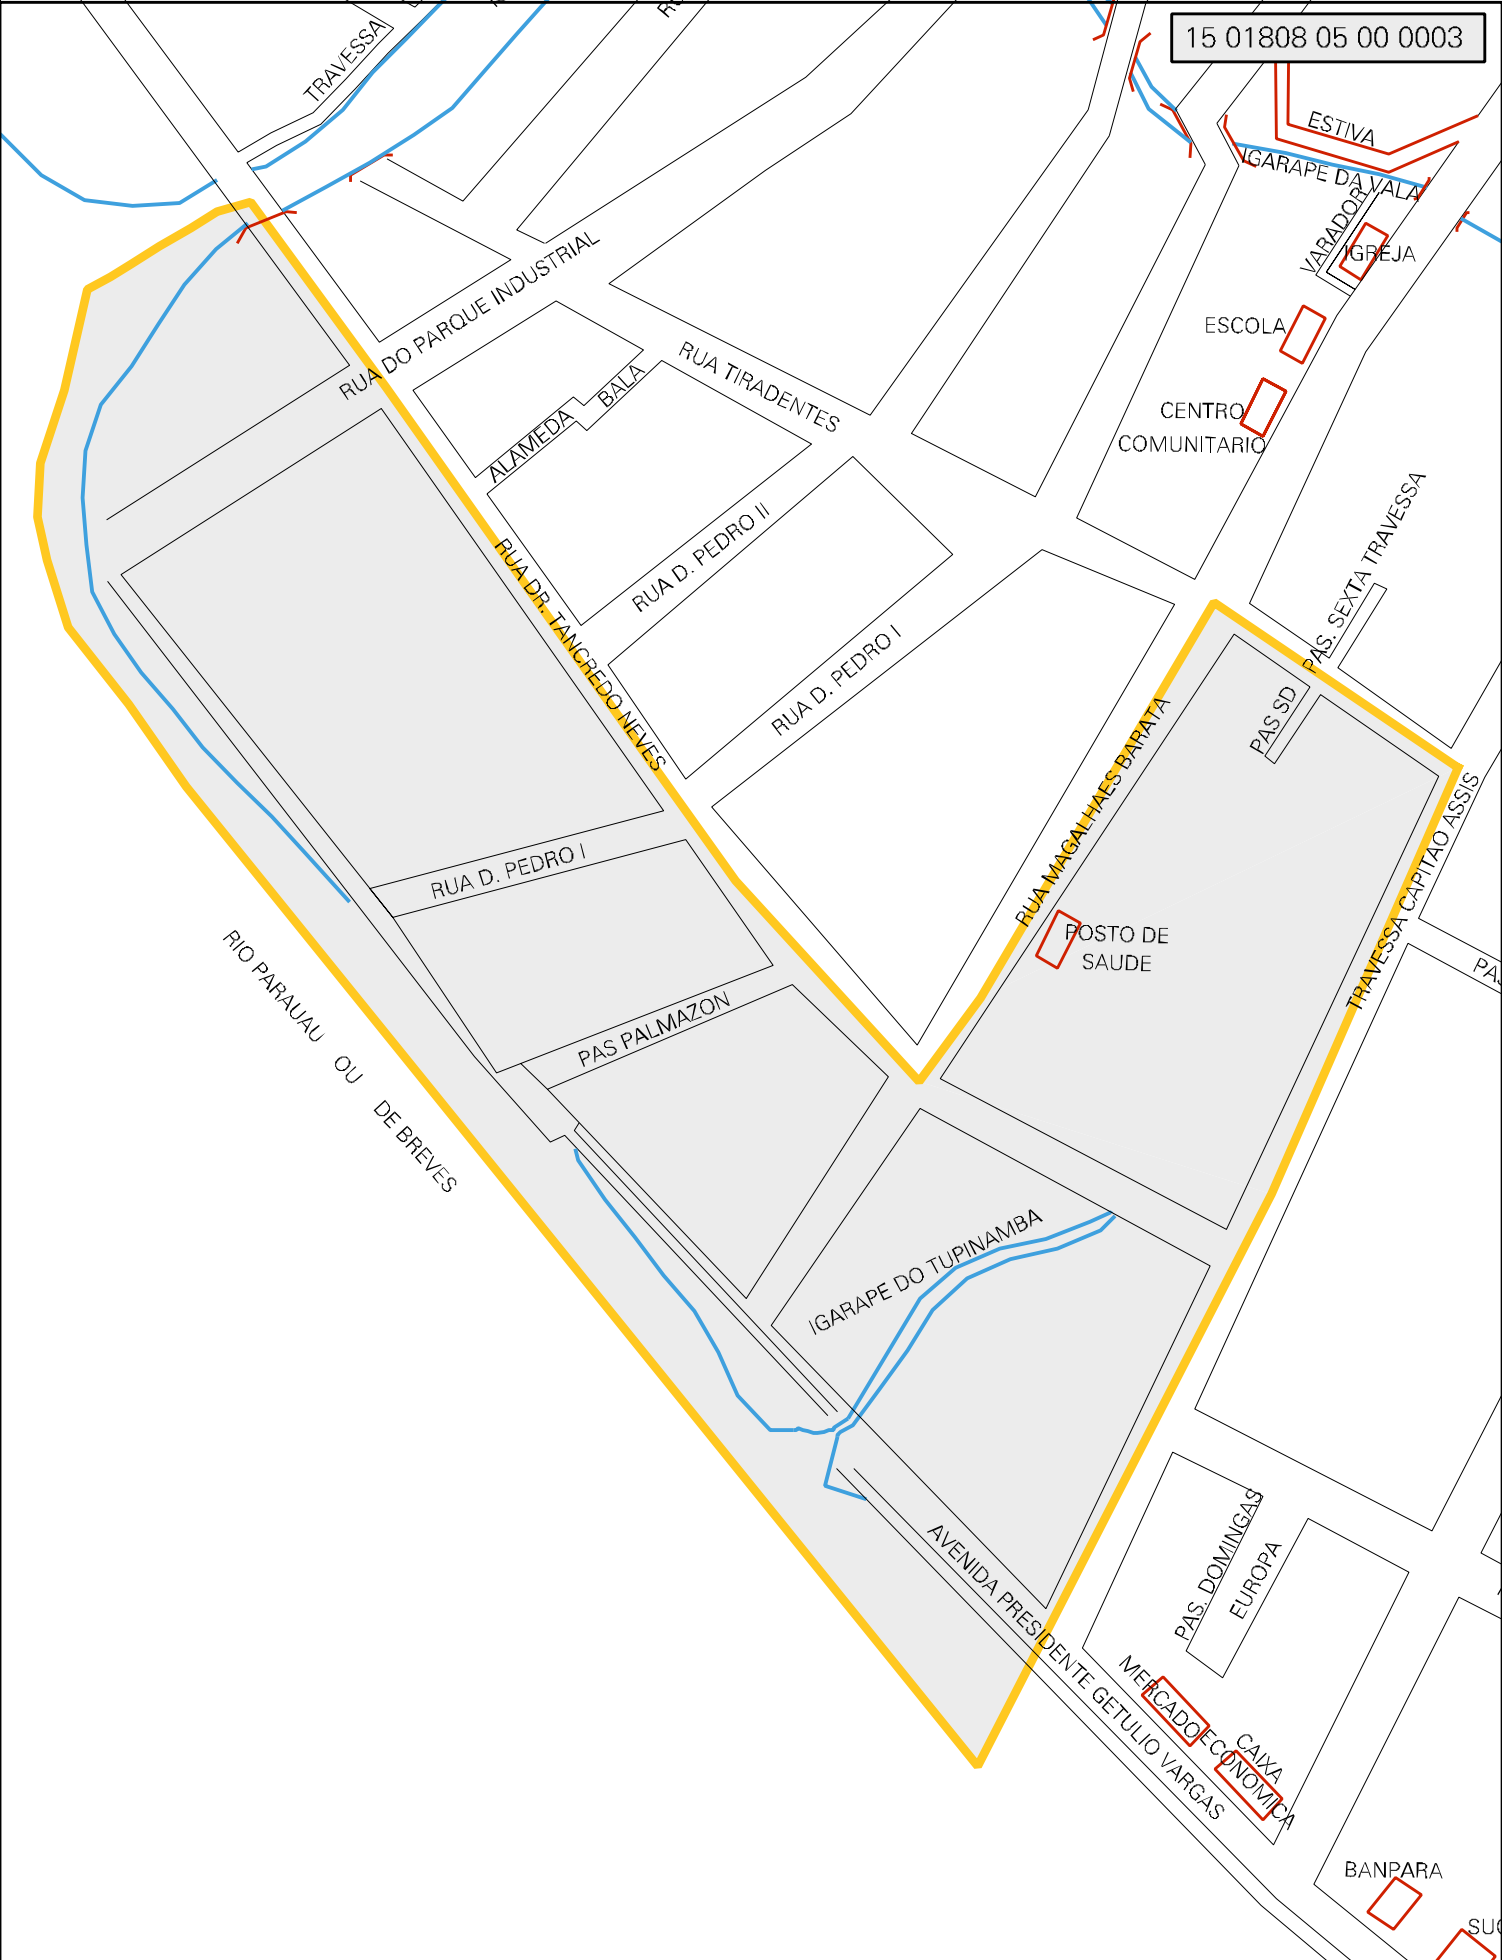 15 01808 05 00 0003
TRAVESSA
ESTIVA
IGARAPE DA VALA
VARADOR
IGREJA
ESCOLA
CENTRO
COMUNITARIO
RUA DO PARQUE INDUSTRIAL
RUA TIRADENTES
ALAMEDA BALA
RUA D. PEDRO II
RUA DR. TANCREDO NEVES
RUA D. PEDRO I
PAS. SEXTA TRAVESSA
PAS SD
RUA MAGALHAES BARATA
TRAVESSA CAPITAO ASSIS
POSTO DE
SAUDE
RUA D. PEDRO I
PAS PALMAZON
RIO PARAUAU OU DE BREVES
IGARAPE DO TUPINAMBA
AVENIDA PRESIDENTE GETULIO VARGAS
PAS. DOMINGAS
EUROPA
MERCADO
CAIXA
ECONOMICA
BANPARA